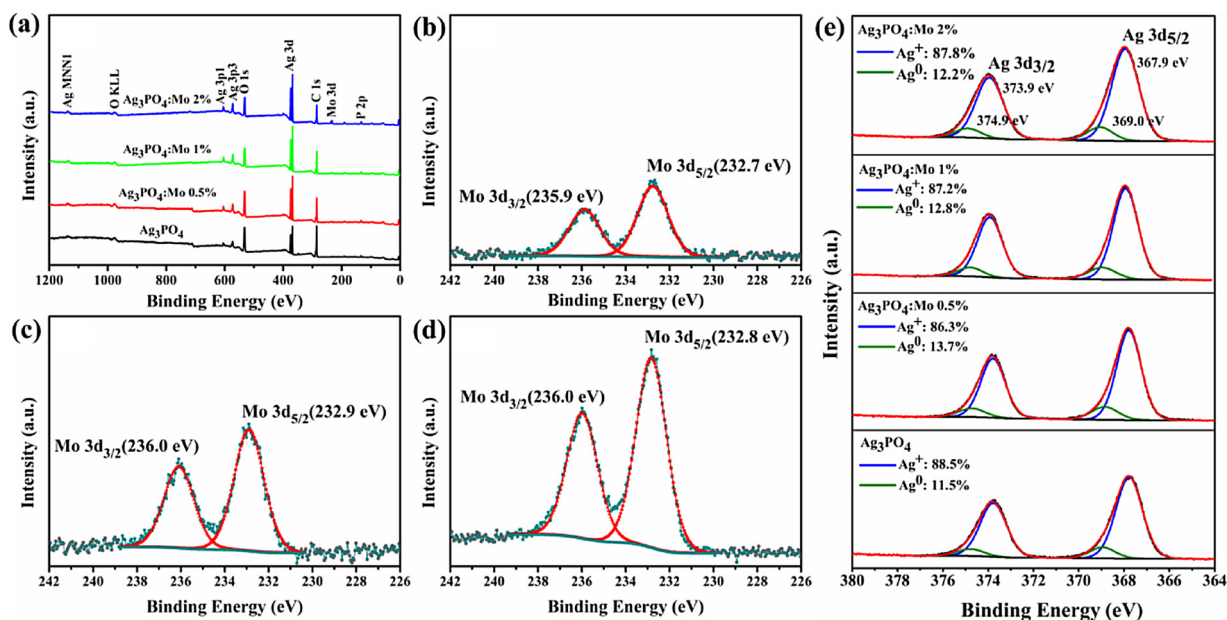 (a)
Intensity (a.u.)
Ag MNN1
O KLL
Ag 3p1
Ag 3p3
O 1s
Ag 3d
C 1s
Mo 3d
P 2p
Ag₃PO₄:Mo 2%
Ag₃PO₄:Mo 1%
Ag₃PO₄:Mo 0.5%
Ag₃PO₄
1200 1000 800 600 400 200 0
Binding Energy (eV)
(b)
Intensity (a.u.)
Mo 3d₅/₂(232.7 eV)
Mo 3d₃/₂(235.9 eV)
242 240 238 236 234 232 230 228 226
Binding Energy (eV)
(c)
Intensity (a.u.)
Mo 3d₅/₂(232.9 eV)
Mo 3d₃/₂(236.0 eV)
242 240 238 236 234 232 230 228 226
Binding Energy (eV)
(d)
Intensity (a.u.)
Mo 3d₅/₂(232.8 eV)
Mo 3d₃/₂(236.0 eV)
242 240 238 236 234 232 230 228 226
Binding Energy (eV)
(e)
Intensity (a.u.)
Ag₃PO₄:Mo 2%
Ag⁺: 87.8%
Ag⁰: 12.2%
Ag 3d₃/₂
373.9 eV
374.9 eV
Ag 3d₅/₂
367.9 eV
369.0 eV
Ag₃PO₄:Mo 1%
Ag⁺: 87.2%
Ag⁰: 12.8%
Ag₃PO₄:Mo 0.5%
Ag⁺: 86.3%
Ag⁰: 13.7%
Ag₃PO₄
Ag⁺: 88.5%
Ag⁰: 11.5%
380 378 376 374 372 370 368 366 364
Binding Energy (eV)